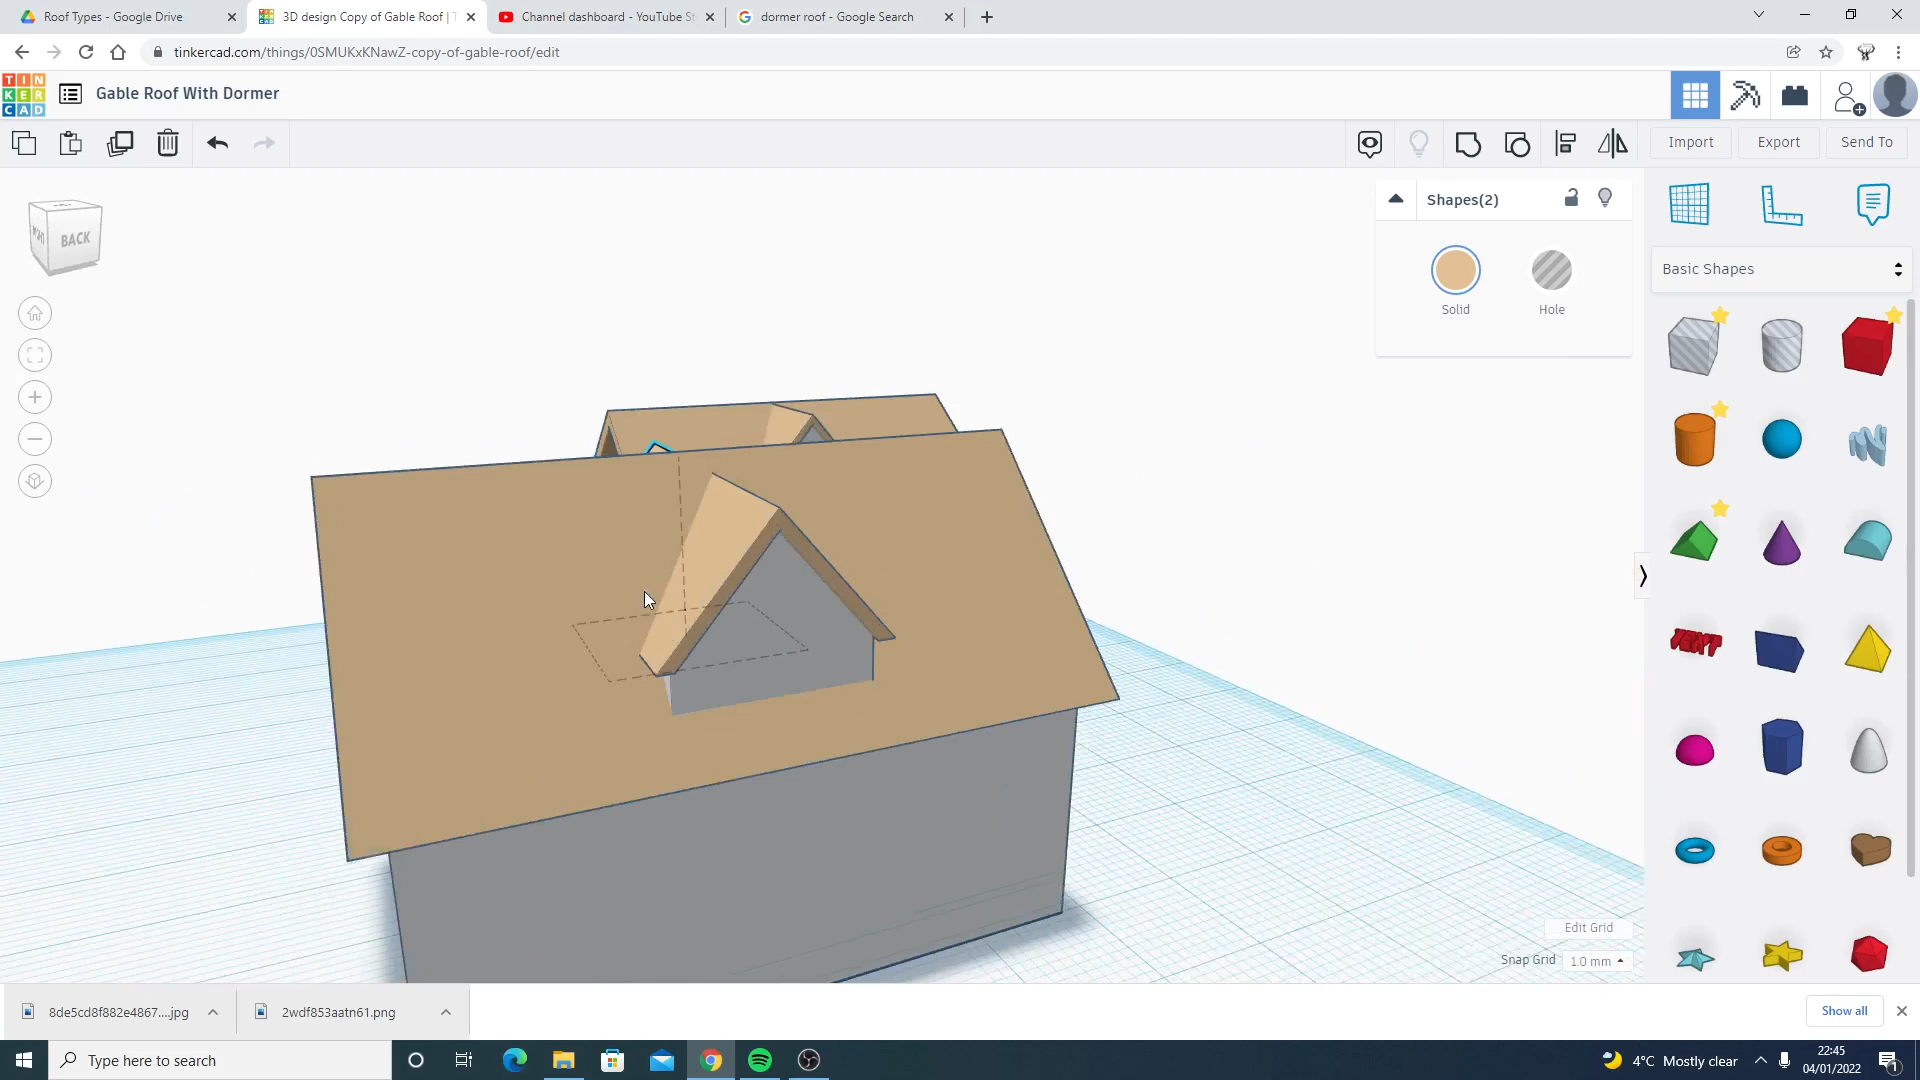 Roof Types - Google Drive
3D design Copy of Gable Roof | T
Channel dashboard - YouTube St
dormer roof - Google Search
tinkercad.com/things/0SMUKxKNawZ-copy-of-gable-roof/edit
TIN
KER
CAD
Gable Roof With Dormer
Import
Export
Send To
BACK
Shapes(2)
Solid
Hole
Basic Shapes
TEXT
Edit Grid
Snap Grid
1.0 mm
8de5cd8f882e4867....jpg
2wdf853aatn61.png
Show all
Type here to search
4°C Mostly clear
22:45
04/01/2022
1